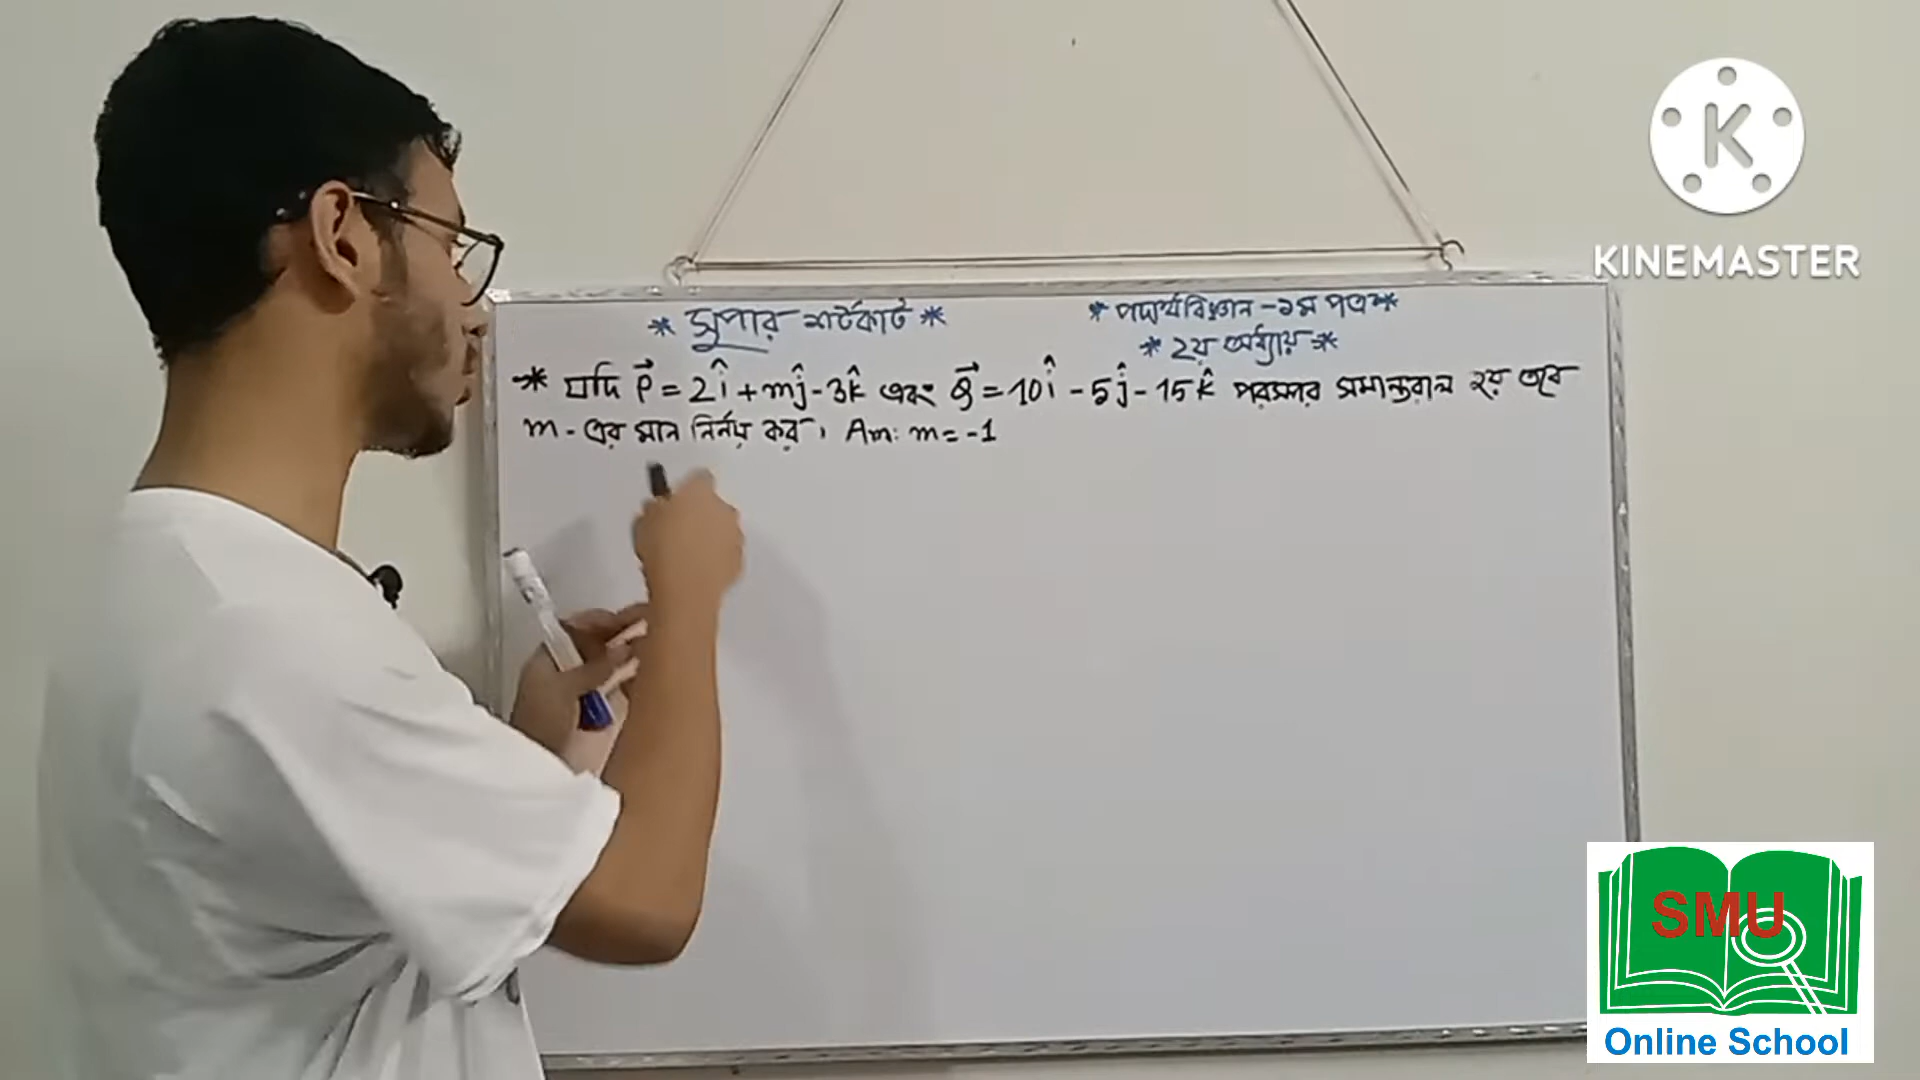 * সুপার শর্টকাট *
* পদার্থবিজ্ঞান -১ম পত্র *
* ২য় অধ্যায় *
* যদি P⃗ = 2î + mĵ - 3k̂ এবং Q⃗ = 10î - 5ĵ - 15k̂ পরস্পর সমান্তরাল হয় তবে
m - এর মান নির্নয় কর। Ans: m = -1
K
KINEMASTER
SMU
Online School